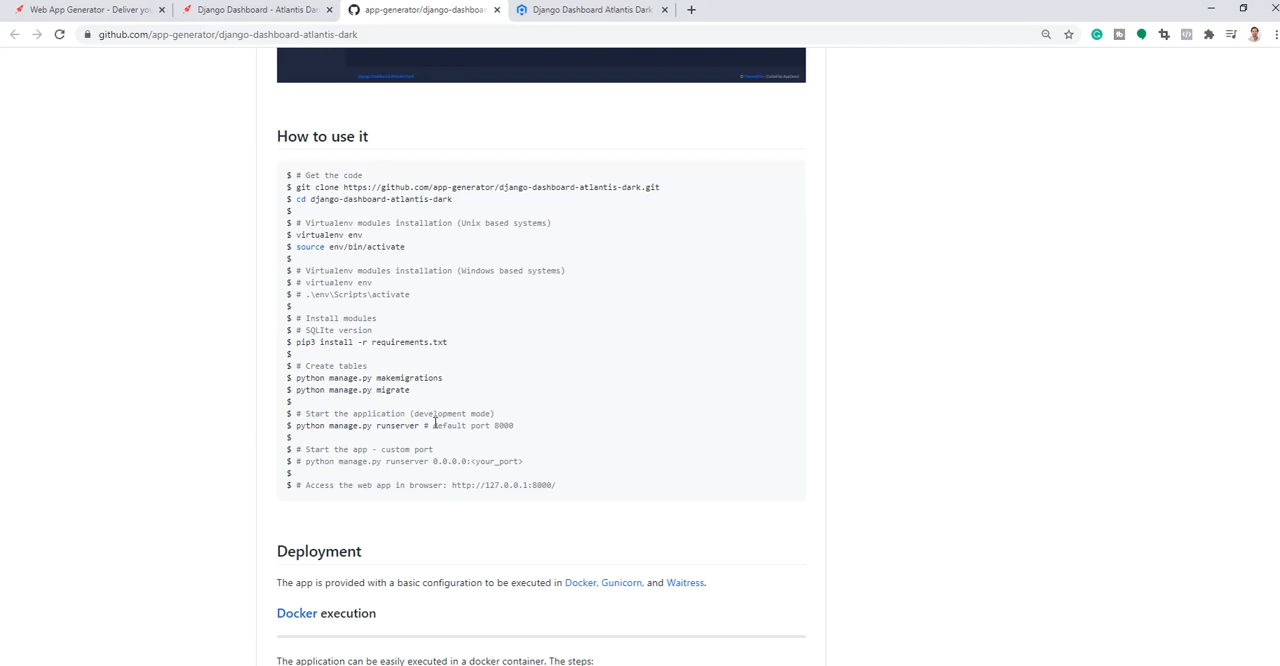 Web App Generator - Deliver yo
Django Dashboard - Atlantis Dar
app-generator/django-dashboar
Django Dashboard Atlantis Dark
github.com/app-generator/django-dashboard-atlantis-dark
How to use it
$ # Get the code
$ git clone https://github.com/app-generator/django-dashboard-atlantis-dark.git
$ cd django-dashboard-atlantis-dark
$
$ # Virtualenv modules installation (Unix based systems)
$ virtualenv env
$ source env/bin/activate
$
$ # Virtualenv modules installation (Windows based systems)
$ # virtualenv env
$ # .\env\Scripts\activate
$
$ # Install modules
$ # SQLIte version
$ pip3 install -r requirements.txt
$
$ # Create tables
$ python manage.py makemigrations
$ python manage.py migrate
$
$ # Start the application (development mode)
$ python manage.py runserver # default port 8000
$
$ # Start the app - custom port
$ # python manage.py runserver 0.0.0.0:<your_port>
$
$ # Access the web app in browser: http://127.0.0.1:8000/
Deployment
The app is provided with a basic configuration to be executed in Docker, Gunicorn, and Waitress.
Docker execution
The application can be easily executed in a docker container. The steps: